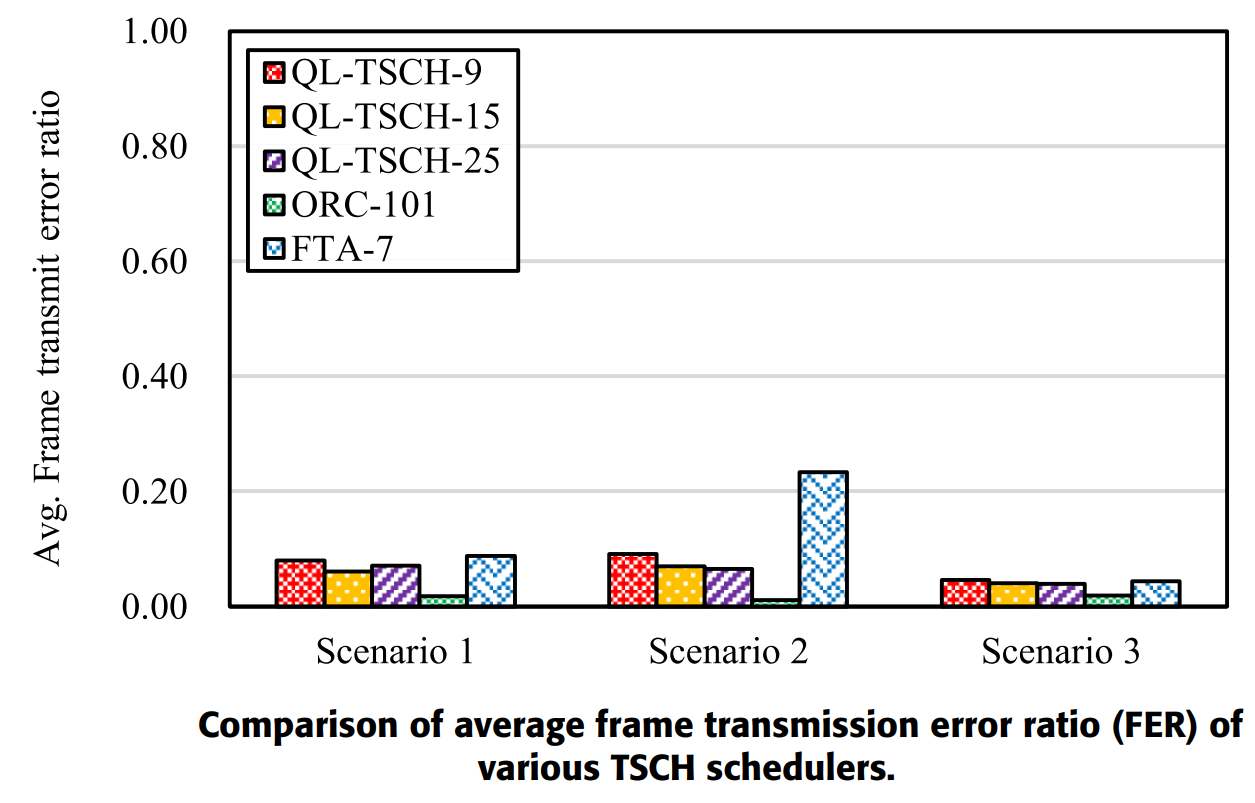 1.00
0.80
0.60
0.40
0.20
0.00
Avg. Frame transmit error ratio
QL-TSCH-9
QL-TSCH-15
QL-TSCH-25
ORC-101
FTA-7
Scenario 1
Scenario 2
Scenario 3
Comparison of average frame transmission error ratio (FER) of
various TSCH schedulers.